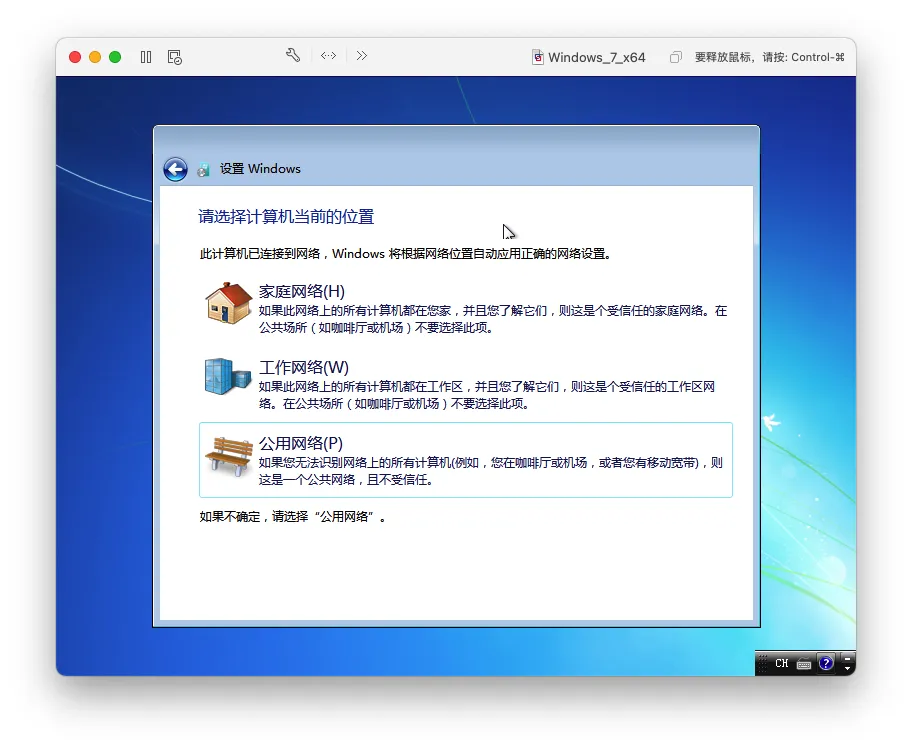 Windows_7_x64
要释放鼠标，请按: Control-⌘
设置 Windows
请选择计算机当前的位置
此计算机已连接到网络，Windows 将根据网络位置自动应用正确的网络设置。
家庭网络(H)
如果此网络上的所有计算机都在您家，并且您了解它们，则这是个受信任的家庭网络。在
公共场所（如咖啡厅或机场）不要选择此项。
工作网络(W)
如果此网络上的所有计算机都在工作区，并且您了解它们，则这是个受信任的工作区网
络。在公共场所（如咖啡厅或机场）不要选择此项。
公用网络(P)
如果您无法识别网络上的所有计算机(例如，您在咖啡厅或机场，或者您有移动宽带)，则
这是一个公共网络，且不受信任。
如果不确定，请选择“公用网络”。
CH